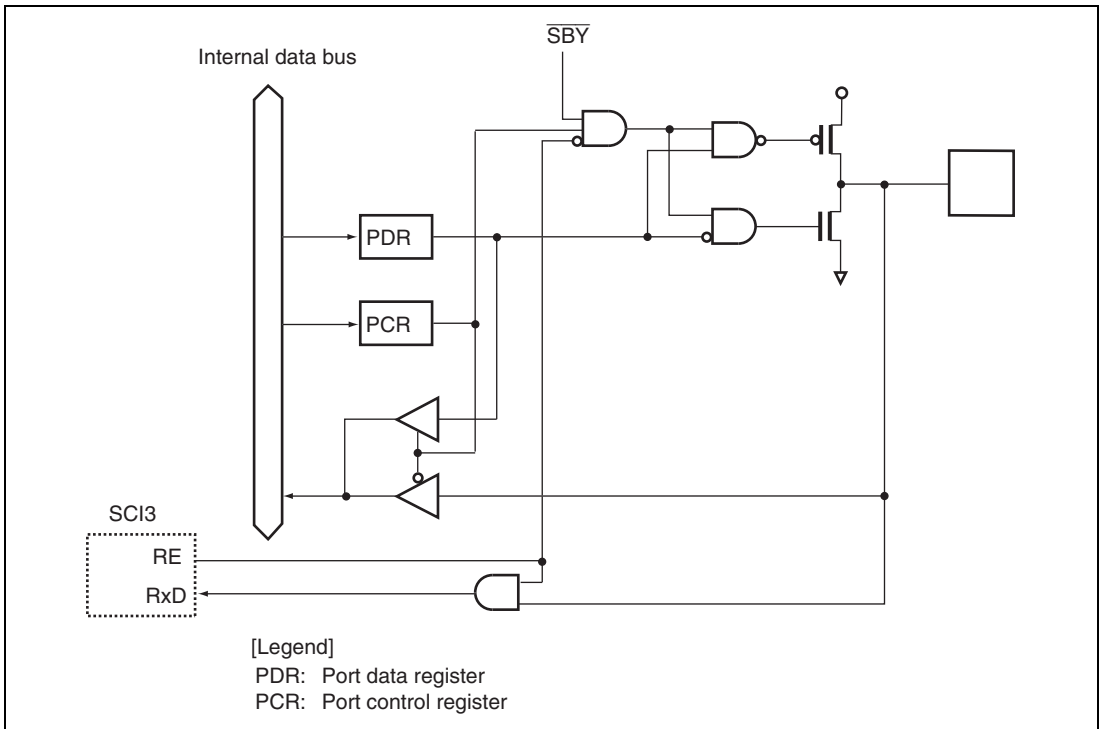 SBY
Internal data bus
PDR
PCR
SCI3
RE
RxD
[Legend]
PDR: Port data register
PCR: Port control register